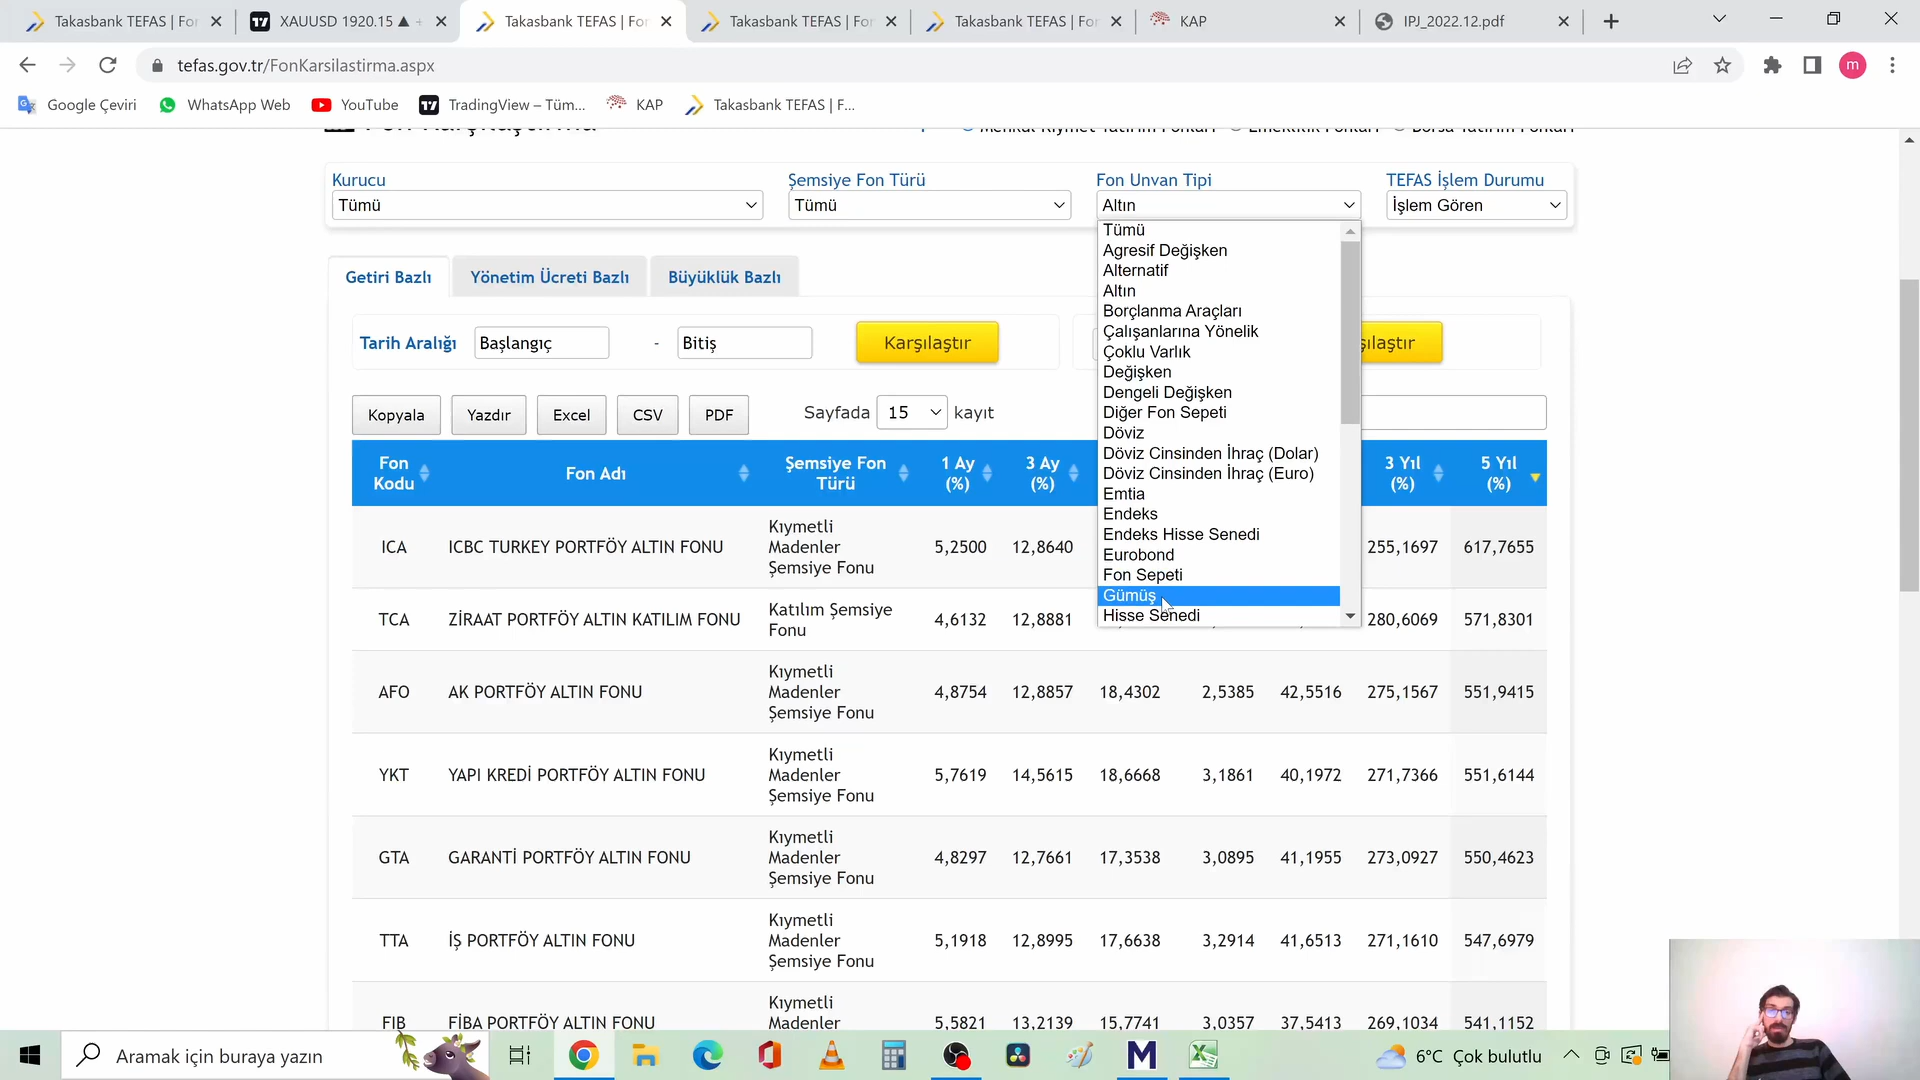 Takasbank TEFAS | For
XAUUSD 1920.15 ▲ +
Takasbank TEFAS | For
Takasbank TEFAS | For
Takasbank TEFAS | For
KAP
IPJ_2022.12.pdf
tefas.gov.tr/FonKarsilastirma.aspx
m
Google Çeviri
WhatsApp Web
YouTube
TradingView – Tüm...
KAP
Takasbank TEFAS | F...
Fon Karşılaştırma
Menkul Kıymet Yatırım Fonları
Emeklilik Fonları
Borsa Yatırım Fonları
Kurucu
Şemsiye Fon Türü
Fon Unvan Tipi
TEFAS İşlem Durumu
Tümü
Tümü
Altın
İşlem Gören
Tümü
Agresif Değişken
Alternatif
Altın
Borçlanma Araçları
Çalışanlarına Yönelik
Çoklu Varlık
Değişken
Dengeli Değişken
Diğer Fon Sepeti
Döviz
Döviz Cinsinden İhraç (Dolar)
Döviz Cinsinden İhraç (Euro)
Emtia
Endeks
Endeks Hisse Senedi
Eurobond
Fon Sepeti
Gümüş
Hisse Senedi
Getiri Bazlı
Yönetim Ücreti Bazlı
Büyüklük Bazlı
Tarih Aralığı
Başlangıç
-
Bitiş
Karşılaştır
şılaştır
Kopyala
Yazdır
Excel
CSV
PDF
Sayfada 15 kayıt
Fon Kodu
Fon Adı
Şemsiye Fon Türü
1 Ay (%)
3 Ay (%)
3 Yıl (%)
5 Yıl (%)
ICA
ICBC TURKEY PORTFÖY ALTIN FONU
Kıymetli
Madenler
Şemsiye Fonu
5,2500
12,8640
255,1697
617,7655
TCA
ZİRAAT PORTFÖY ALTIN KATILIM FONU
Katılım Şemsiye
Fonu
4,6132
12,8881
280,6069
571,8301
AFO
AK PORTFÖY ALTIN FONU
Kıymetli
Madenler
Şemsiye Fonu
4,8754
12,8857
18,4302
2,5385
42,5516
275,1567
551,9415
YKT
YAPI KREDİ PORTFÖY ALTIN FONU
Kıymetli
Madenler
Şemsiye Fonu
5,7619
14,5615
18,6668
3,1861
40,1972
271,7366
551,6144
GTA
GARANTİ PORTFÖY ALTIN FONU
Kıymetli
Madenler
Şemsiye Fonu
4,8297
12,7661
17,3538
3,0895
41,1955
273,0927
550,4623
TTA
İŞ PORTFÖY ALTIN FONU
Kıymetli
Madenler
Şemsiye Fonu
5,1918
12,8995
17,6638
3,2914
41,6513
271,1610
547,6979
FIB
FİBA PORTFÖY ALTIN FONU
Kıymetli
Madenler
5,5821
13,2139
15,7741
3,0357
37,5413
269,1034
541,1152
Aramak için buraya yazın
6°C Çok bulutlu